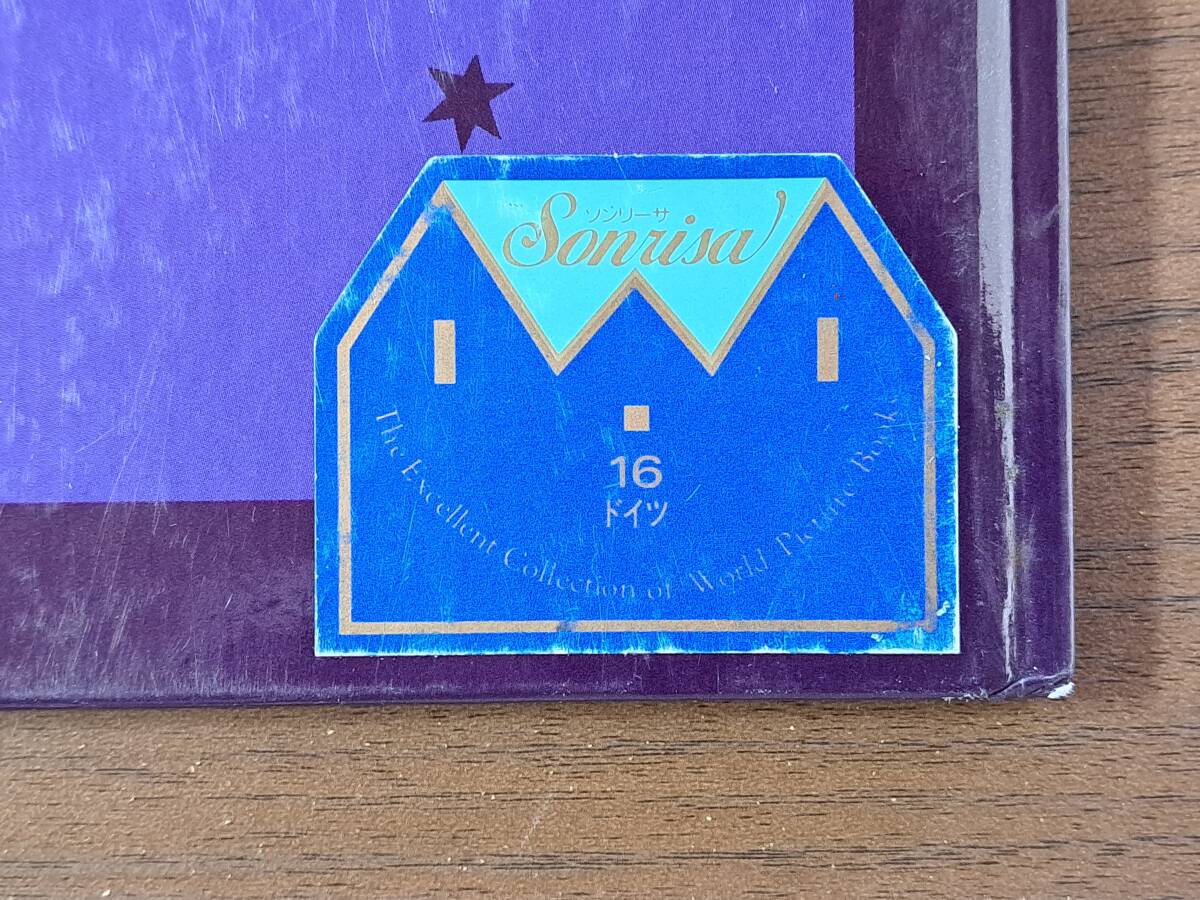 ソンリーサ
Sonrisa
16
ドイツ
The Excellent Collection of World Picture Books